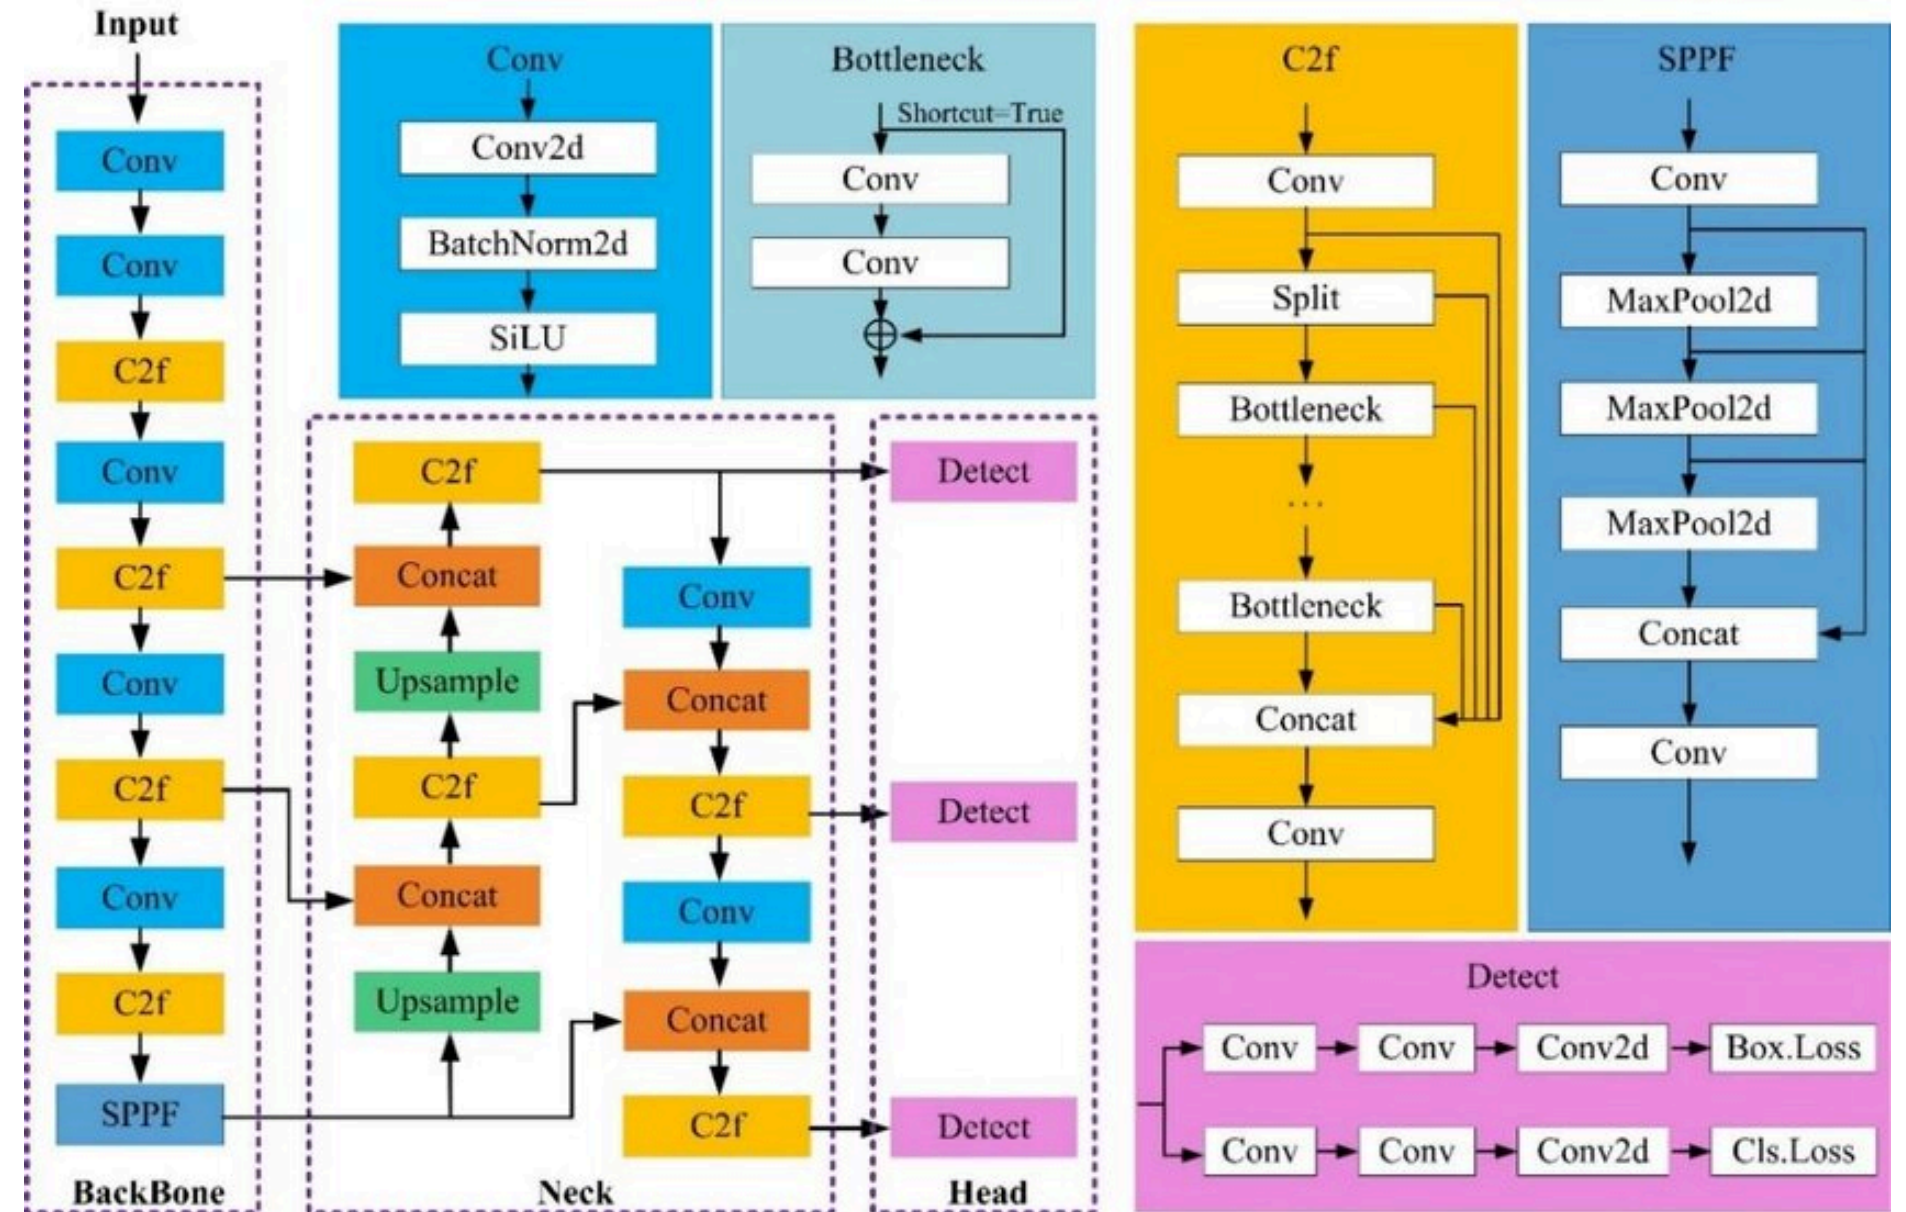 Input
Conv
Conv
C2f
Conv
C2f
Conv
C2f
Conv
C2f
SPPF
BackBone
Conv
Conv2d
BatchNorm2d
SiLU
Bottleneck
Shortcut=True
Conv
Conv
C2f
Concat
Upsample
C2f
Concat
Upsample
Conv
Concat
C2f
Conv
Concat
C2f
Neck
Detect
Detect
Detect
Head
C2f
Conv
Split
Bottleneck
...
Bottleneck
Concat
Conv
SPPF
Conv
MaxPool2d
MaxPool2d
MaxPool2d
Concat
Conv
Detect
Conv Conv Conv2d Box.Loss
Conv Conv Conv2d Cls.Loss